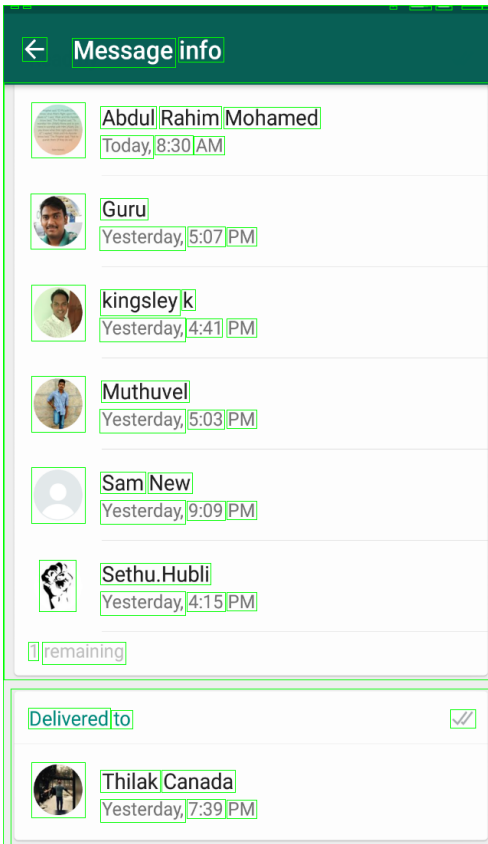 Message info
Abdul Rahim Mohamed
Today, 8:30 AM
Guru
Yesterday, 5:07 PM
kingsley k
Yesterday, 4:41 PM
Muthuvel
Yesterday, 5:03 PM
Sam New
Yesterday, 9:09 PM
Sethu.Hubli
Yesterday, 4:15 PM
1 remaining
Delivered to
Thilak Canada
Yesterday, 7:39 PM